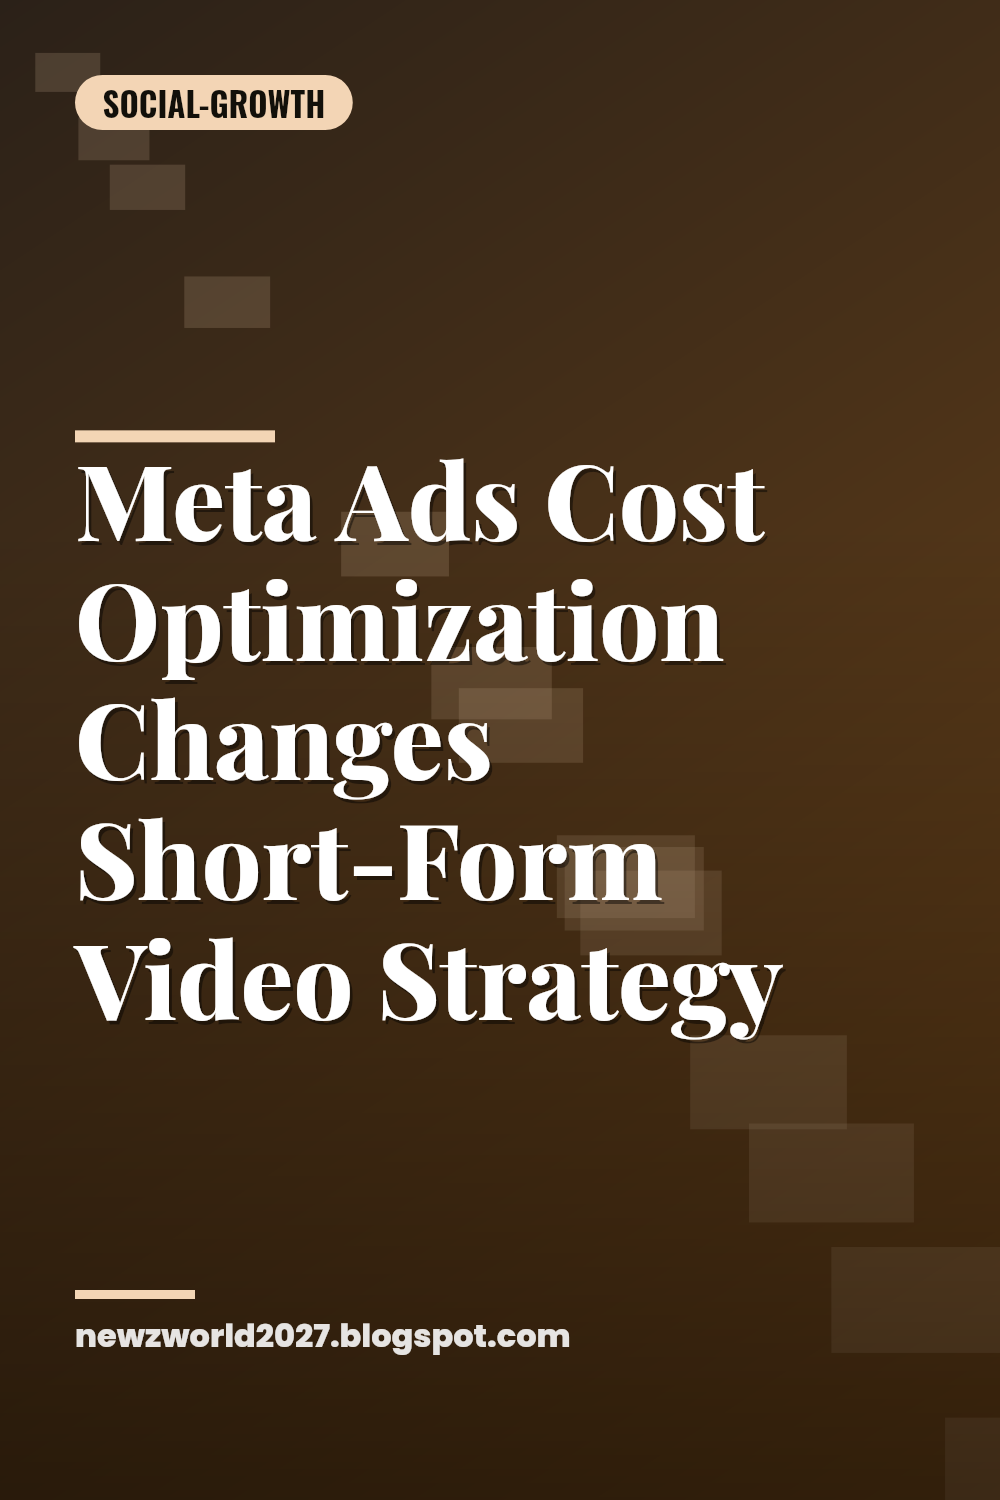 SOCIAL-GROWTH
Meta Ads Cost
Optimization
Changes
Short-Form
Video Strategy
newzworld2027.blogspot.com